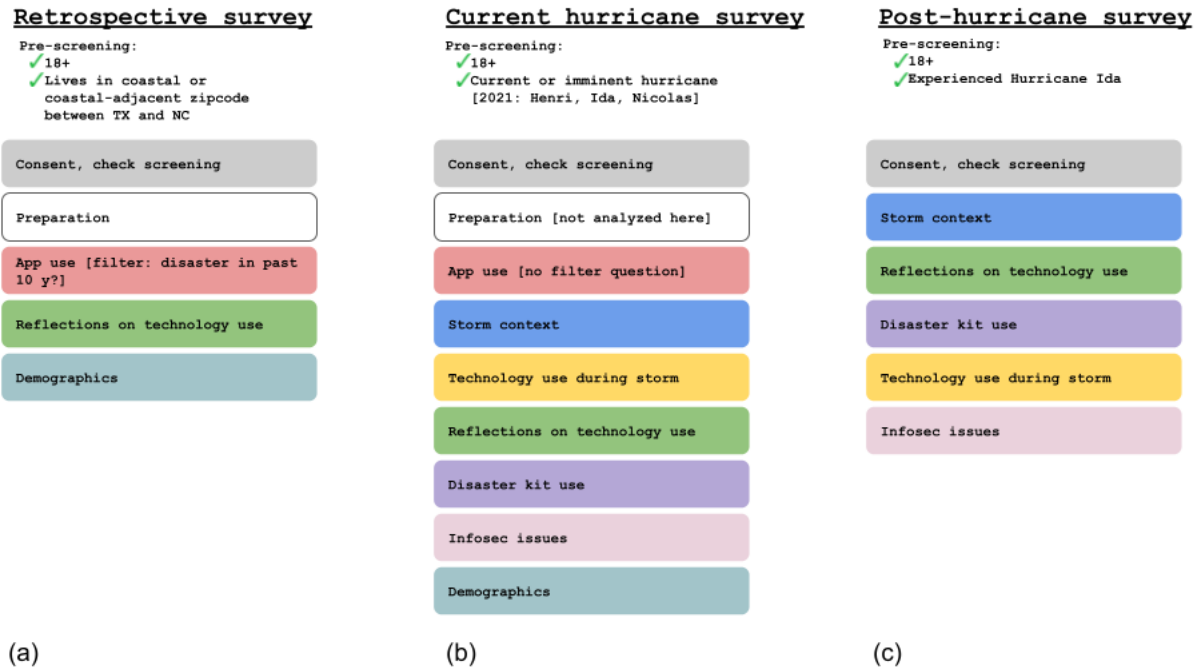 Retrospective survey
Pre-screening:
✓18+
✓Lives in coastal or
coastal-adjacent zipcode
between TX and NC
Consent, check screening
Preparation
App use [filter: disaster in past
10 y?]
Reflections on technology use
Demographics
(a)
Current hurricane survey
Pre-screening:
✓18+
✓Current or imminent hurricane
[2021: Henri, Ida, Nicolas]
Consent, check screening
Preparation [not analyzed here]
App use [no filter question]
Storm context
Technology use during storm
Reflections on technology use
Disaster kit use
Infosec issues
Demographics
(b)
Post-hurricane survey
Pre-screening:
✓18+
✓Experienced Hurricane Ida
Consent, check screening
Storm context
Reflections on technology use
Disaster kit use
Technology use during storm
Infosec issues
(c)